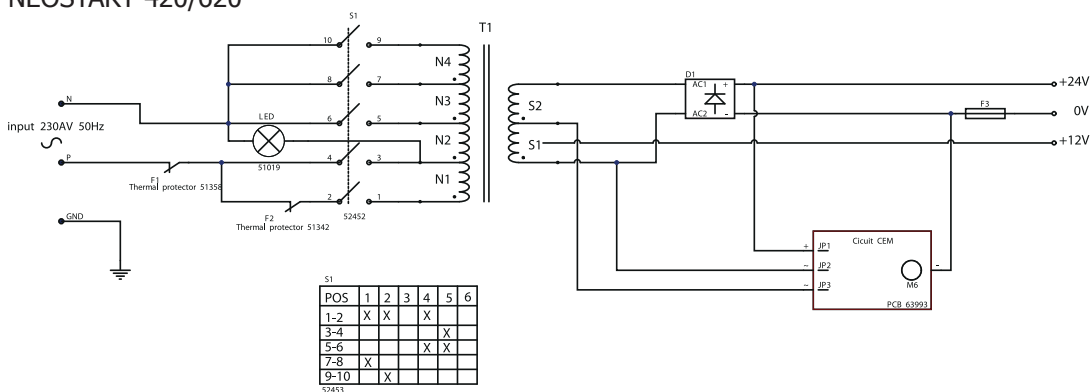 NEOSTART 420/620
S1
T1
10 9
N4
8 7
N3
6 5
N2
4 3
N1
2 1
52452
N
input 230AV 50Hz
P
F1
Thermal protector 51358
GND
LED
51019
F2
Thermal protector 51342
S2
S1
D1
AC1 +
AC2 -
+24V
F3
0V
+12V
Cicuit CEM
+ JP1
~ JP2
~ JP3
M6
-
PCB 63993
S1
POS 1 2 3 4 5 6
1-2 X X X
3-4 X
5-6 X X
7-8 X
9-10 X
52453